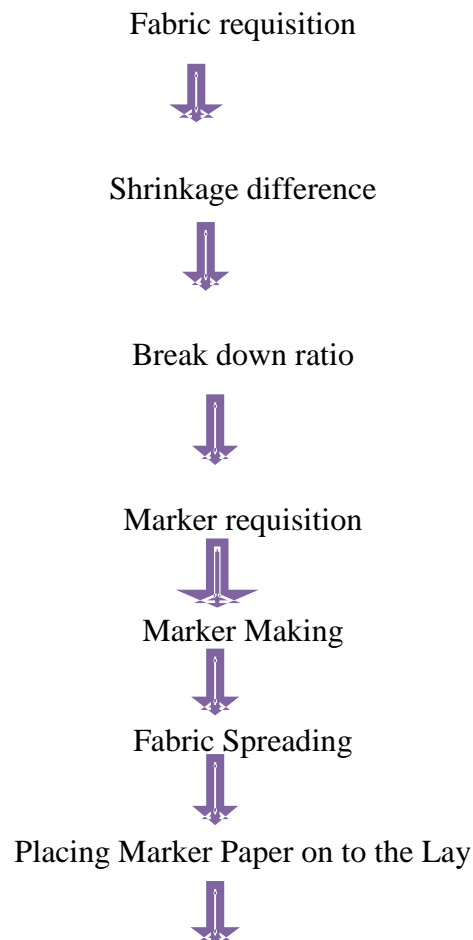 Fabric requisition
Shrinkage difference
Break down ratio
Marker requisition
Marker Making
Fabric Spreading
Placing Marker Paper on to the Lay